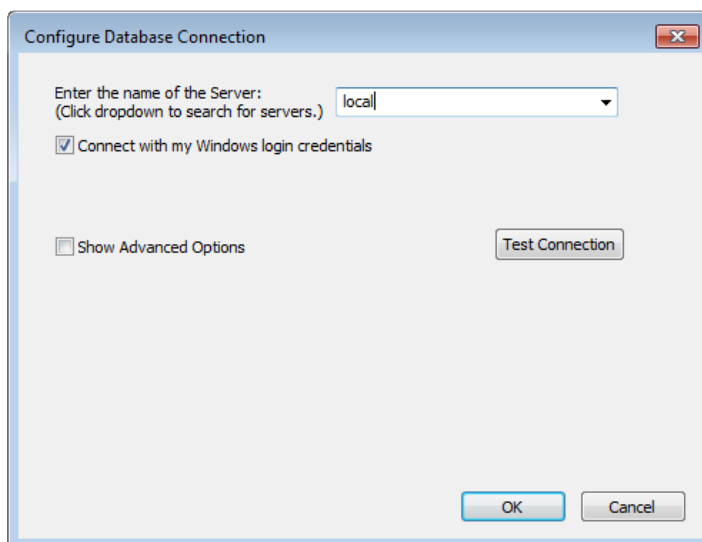 Configure Database Connection
Enter the name of the Server:
(Click dropdown to search for servers.)
local
Connect with my Windows login credentials
Show Advanced Options
Test Connection
OK
Cancel